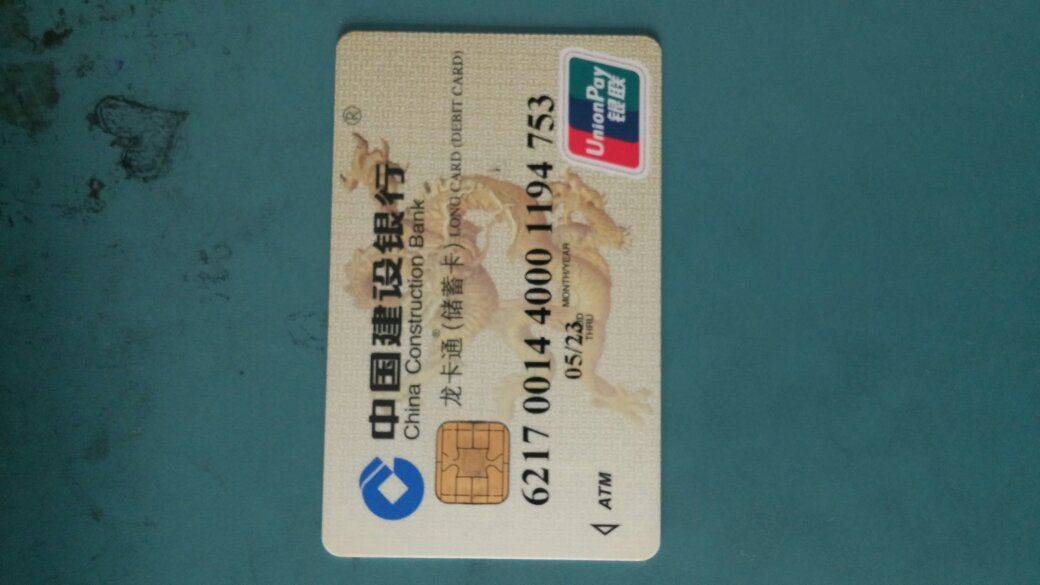 中国建设银行®
China Construction Bank
龙卡通®(储蓄卡) LONG CARD (DEBIT CARD)
6217 0014 4000 1194 753
MONTH/YEAR
05/23
THRU
ATM
UnionPay
银联